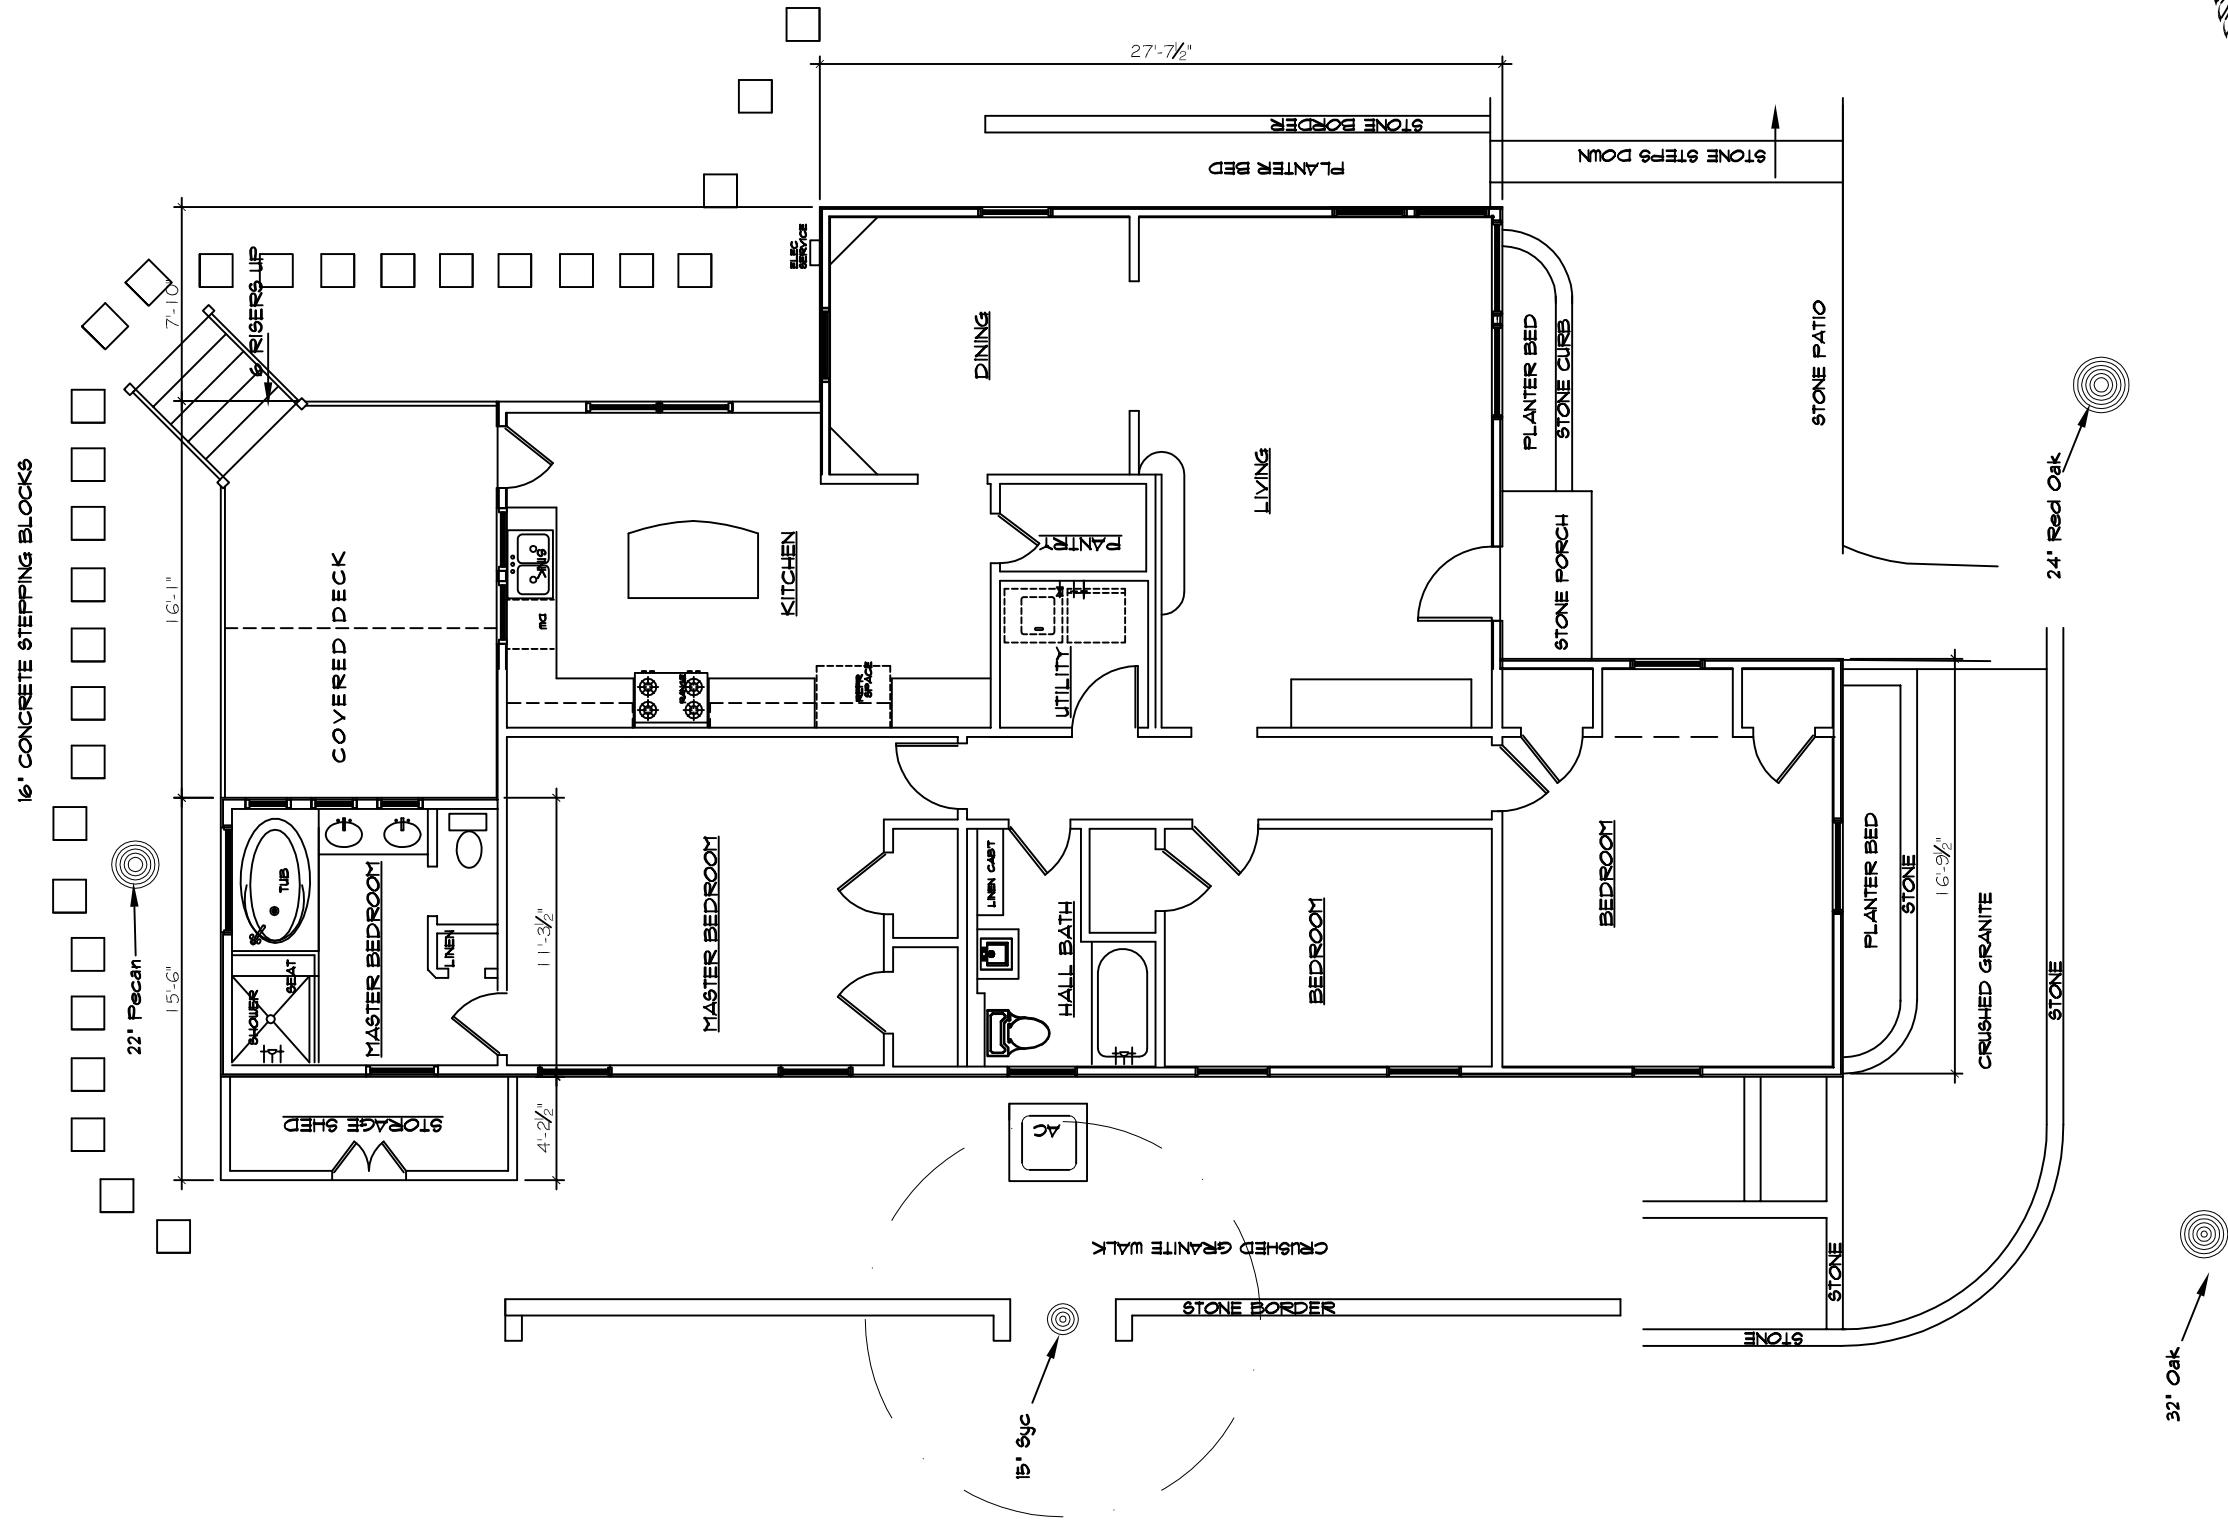 27'-7½"
STONE BORDER
PLANTER BED
STONE STEPS DOWN
ELEC
SERVICE
6 RISERS UP
7'-10"
DINING
PLANTER BED
STONE CURB
STONE PATIO
24" Red Oak
16" CONCRETE STEPPING BLOCKS
16'-1"
COVERED DECK
SINK
DW
KITCHEN
PANTRY
LIVING
STONE PORCH
RANGE
REFR
SPACE
UTILITY
22" Pecan
15'-6"
TUB
SEAT
SHOWER
MASTER BEDROOM
LINEN
11'-3½"
MASTER BEDROOM
LINEN CABT
HALL BATH
BEDROOM
BEDROOM
PLANTER BED
STONE
16'-9½"
CRUSHED GRANITE
STONE
STORAGE SHED
4'-2½"
AC
CRUSHED GRANITE WALK
STONE BORDER
STONE
STONE
15" Syc
32" Oak